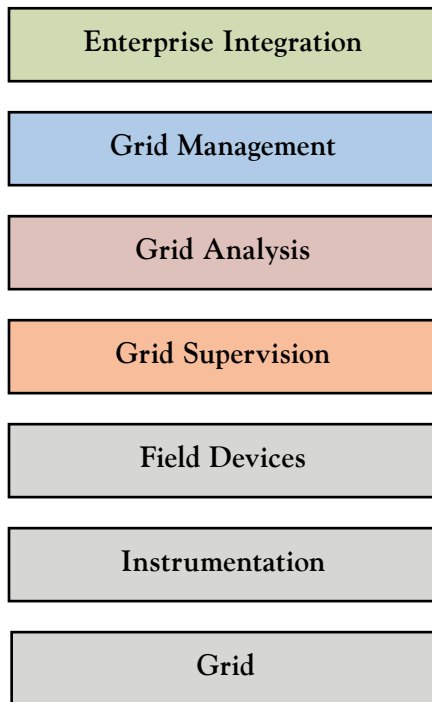 Enterprise Integration
Grid Management
Grid Analysis
Grid Supervision
Field Devices
Instrumentation
Grid